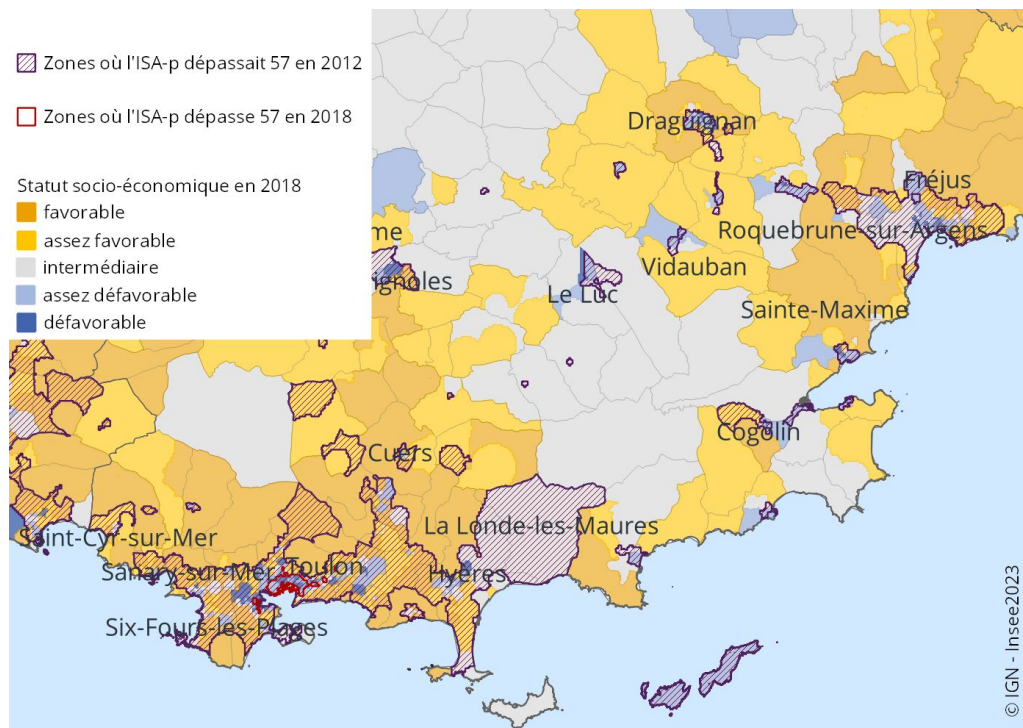 Zones où l'ISA-p dépassait 57 en 2012
Zones où l'ISA-p dépasse 57 en 2018
Statut socio-économique en 2018
favorable
assez favorable
intermédiaire
assez défavorable
défavorable
Draguignan
Fréjus
me
Roquebrune-sur-Argens
Vidauban
ignoles
Le Luc
Sainte-Maxime
Cogolin
Cuers
La Londe-les-Maures
Saint-Cyr-sur-Mer
Toulon
Sanary-sur-Mer
Hyères
Six-Fours-les-Plages
© IGN - Insee2023